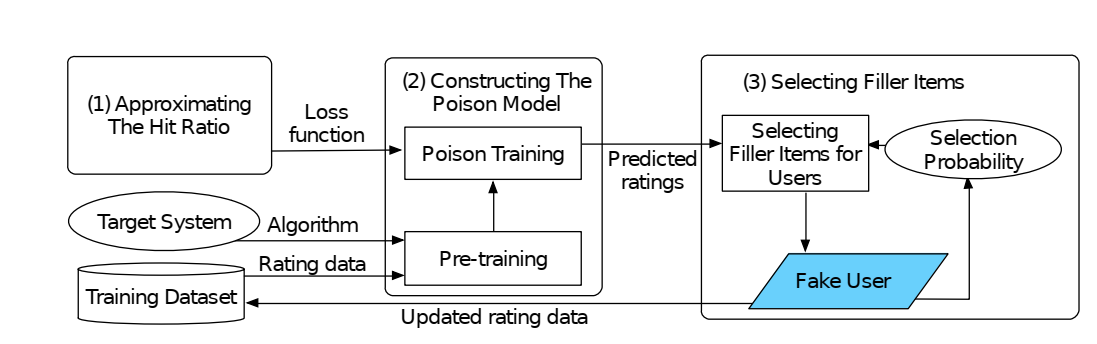 (1) Approximating
The Hit Ratio
Loss
function
(2) Constructing The
Poison Model
Poison Training
Pre-training
Target System
Algorithm
Rating data
Training Dataset
Predicted
ratings
(3) Selecting Filler Items
Selecting
Filler Items for
Users
Selection
Probability
Fake User
Updated rating data